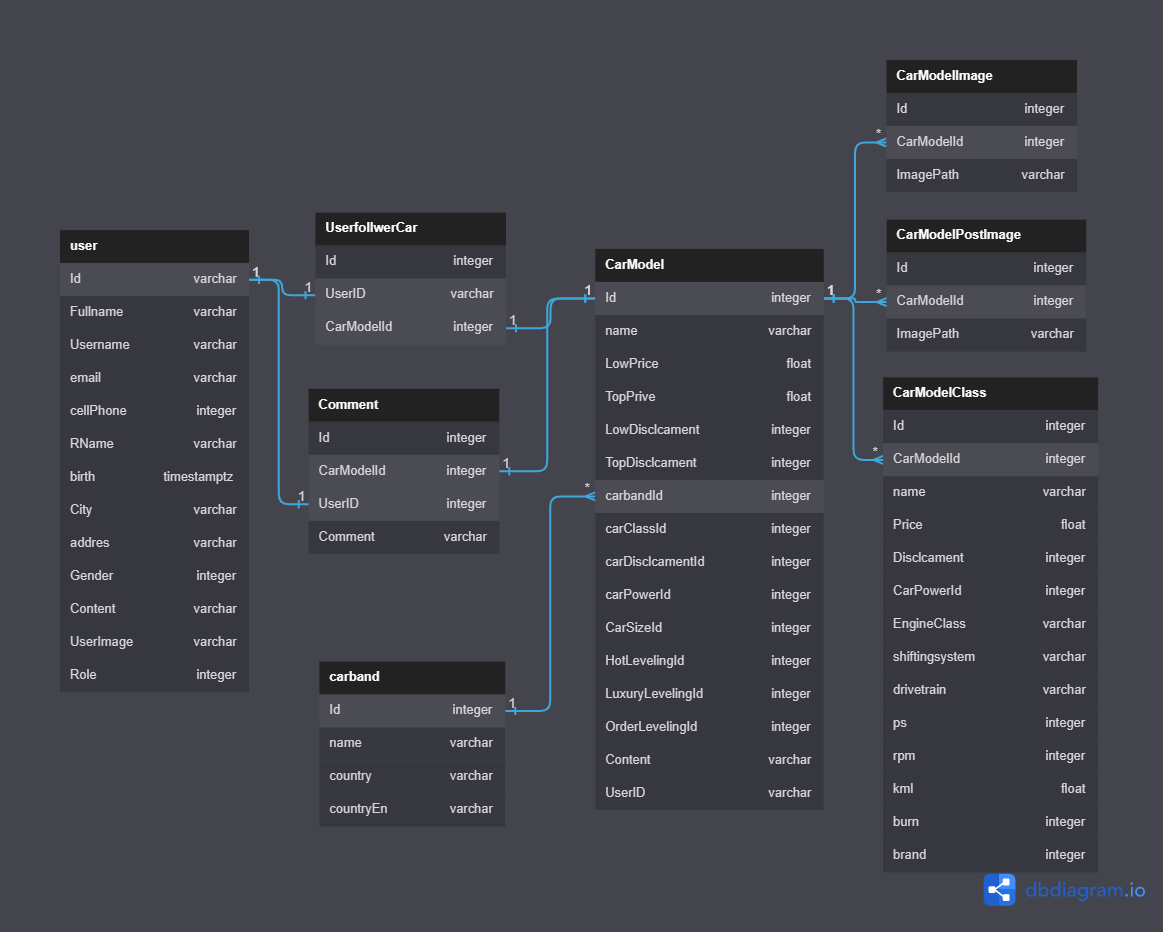 user
Id varchar
Fullname varchar
Username varchar
email varchar
cellPhone integer
RName varchar
birth timestamptz
City varchar
addres varchar
Gender integer
Content varchar
UserImage varchar
Role integer
1
1
1
UserfollwerCar
Id integer
UserID varchar
CarModelId integer
1
Comment
Id integer
CarModelId integer
UserID integer
Comment varchar
1
carband
Id integer
name varchar
country varchar
countryEn varchar
1
*
1
CarModel
Id integer
name varchar
LowPrice float
TopPrive float
LowDisclcament integer
TopDisclcament integer
carbandId integer
carClassId integer
carDisclcamentId integer
carPowerId integer
CarSizeId integer
HotLevelingId integer
LuxuryLevelingId integer
OrderLevelingId integer
Content varchar
UserID varchar
1
*
CarModelImage
Id integer
CarModelId integer
ImagePath varchar
*
CarModelPostImage
Id integer
CarModelId integer
ImagePath varchar
*
CarModelClass
Id integer
CarModelId integer
name varchar
Price float
Disclcament integer
CarPowerId integer
EngineClass varchar
shiftingsystem varchar
drivetrain varchar
ps integer
rpm integer
kml float
burn integer
brand integer
dbdiagram.io